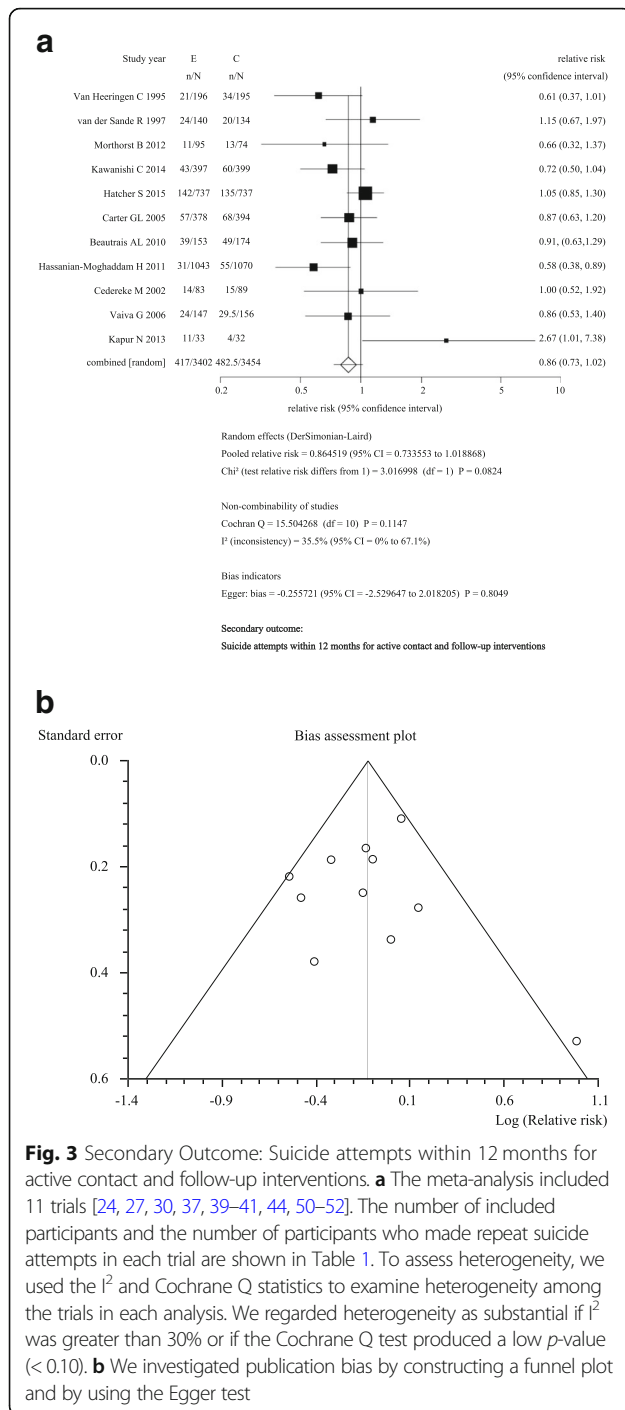 a
Study year E C relative risk
n/N n/N (95% confidence interval)
Van Heeringen C 1995 21/196 34/195 0.61 (0.37, 1.01)
van der Sande R 1997 24/140 20/134 1.15 (0.67, 1.97)
Morthorst B 2012 11/95 13/74 0.66 (0.32, 1.37)
Kawanishi C 2014 43/397 60/399 0.72 (0.50, 1.04)
Hatcher S 2015 142/737 135/737 1.05 (0.85, 1.30)
Carter GL 2005 57/378 68/394 0.87 (0.63, 1.20)
Beautrais AL 2010 39/153 49/174 0.91, (0.63,1.29)
Hassanian-Moghaddam H 2011 31/1043 55/1070 0.58 (0.38, 0.89)
Cedereke M 2002 14/83 15/89 1.00 (0.52, 1.92)
Vaiva G 2006 24/147 29.5/156 0.86 (0.53, 1.40)
Kapur N 2013 11/33 4/32 2.67 (1.01, 7.38)
combined [random] 417/3402 482.5/3454 0.86 (0.73, 1.02)
0.2 0.5 1 2 5 10
relative risk (95% confidence interval)
Random effects (DerSimonian-Laird)
Pooled relative risk = 0.864519 (95% CI = 0.733553 to 1.018868)
Chi² (test relative risk differs from 1) = 3.016998 (df = 1) P = 0.0824
Non-combinability of studies
Cochran Q = 15.504268 (df = 10) P = 0.1147
I² (inconsistency) = 35.5% (95% CI = 0% to 67.1%)
Bias indicators
Egger: bias = -0.255721 (95% CI = -2.529647 to 2.018205) P = 0.8049
Secondary outcome:
Suicide attempts within 12 months for active contact and follow-up interventions
b
Standard error Bias assessment plot
0.0
0.2
0.4
0.6
-1.4 -0.9 -0.4 0.1 1.1
Log (Relative risk)
Fig. 3 Secondary Outcome: Suicide attempts within 12 months for
active contact and follow-up interventions. a The meta-analysis included
11 trials [24, 27, 30, 37, 39–41, 44, 50–52]. The number of included
participants and the number of participants who made repeat suicide
attempts in each trial are shown in Table 1. To assess heterogeneity, we
used the I² and Cochrane Q statistics to examine heterogeneity among
the trials in each analysis. We regarded heterogeneity as substantial if I²
was greater than 30% or if the Cochrane Q test produced a low p-value
(< 0.10). b We investigated publication bias by constructing a funnel plot
and by using the Egger test